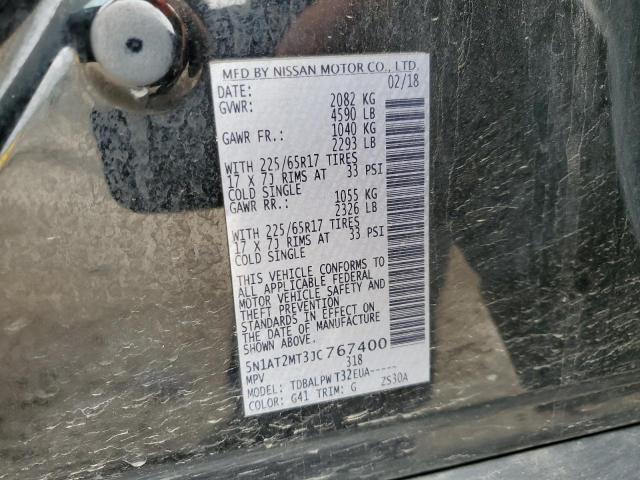 MFD BY NISSAN MOTOR CO., LTD.
DATE: 02/18
GVWR: 2082 KG
4590 LB
GAWR FR.: 1040 KG
2293 LB
WITH 225/65R17 TIRES
17 X 7J RIMS AT 33 PSI
COLD SINGLE
GAWR RR.: 1055 KG
2326 LB
WITH 225/65R17 TIRES
17 X 7J RIMS AT 33 PSI
COLD SINGLE
THIS VEHICLE CONFORMS TO
ALL APPLICABLE FEDERAL
MOTOR VEHICLE SAFETY AND
THEFT PREVENTION
STANDARDS IN EFFECT ON
DATE OF MANUFACTURE
SHOWN ABOVE.
5N1AT2MT3JC767400
MPV 318
MODEL: TDBALPW T32EUA-----
COLOR: G41 TRIM: G ZS30A